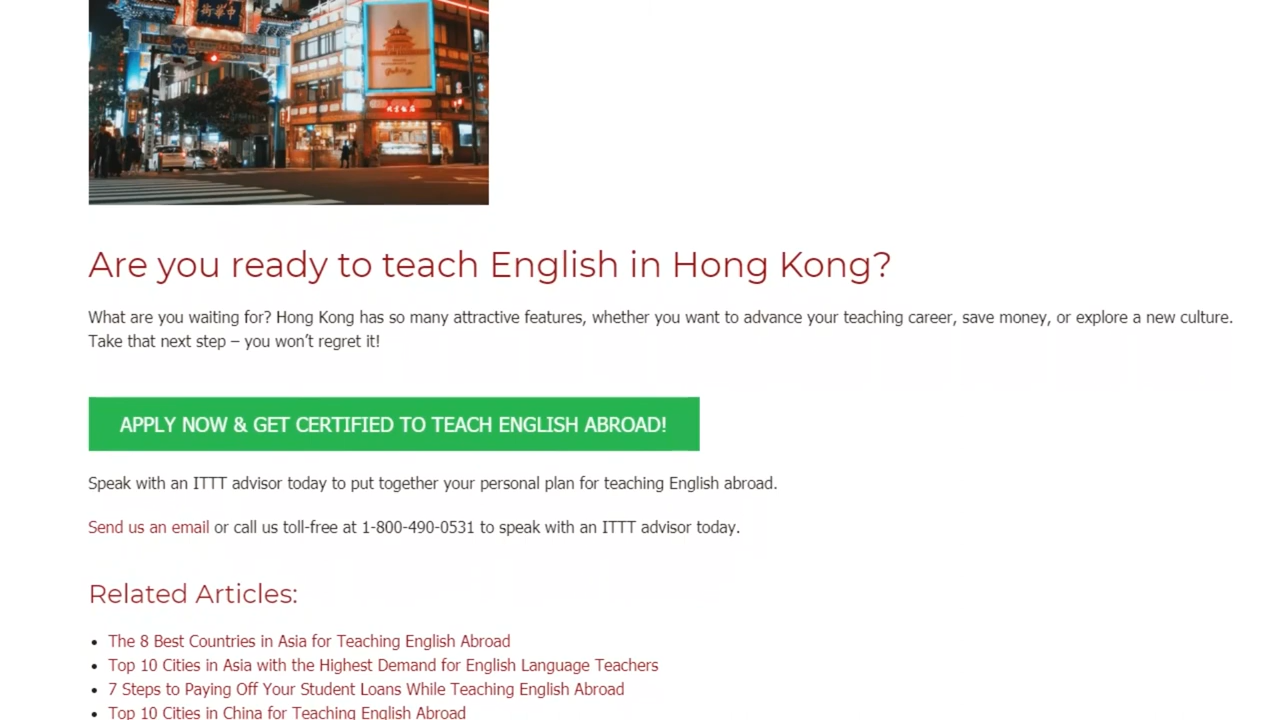 中華街
北京飯店
Are you ready to teach English in Hong Kong?
What are you waiting for? Hong Kong has so many attractive features, whether you want to advance your teaching career, save money, or explore a new culture.
Take that next step – you won't regret it!
APPLY NOW & GET CERTIFIED TO TEACH ENGLISH ABROAD!
Speak with an ITTT advisor today to put together your personal plan for teaching English abroad.
Send us an email or call us toll-free at 1-800-490-0531 to speak with an ITTT advisor today.
Related Articles:
• The 8 Best Countries in Asia for Teaching English Abroad
• Top 10 Cities in Asia with the Highest Demand for English Language Teachers
• 7 Steps to Paying Off Your Student Loans While Teaching English Abroad
• Top 10 Cities in China for Teaching English Abroad